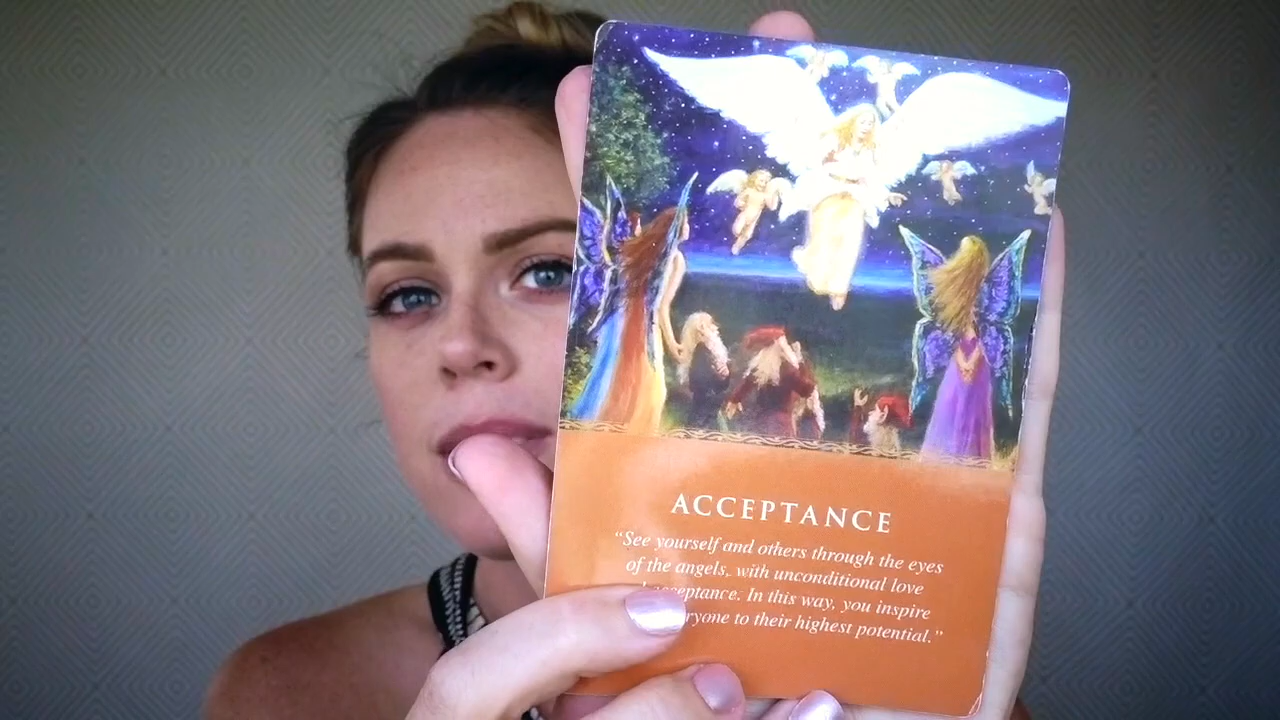 ACCEPTANCE
"See yourself and others through the eyes
of the angels, with unconditional love
acceptance. In this way, you inspire
to their highest potential."